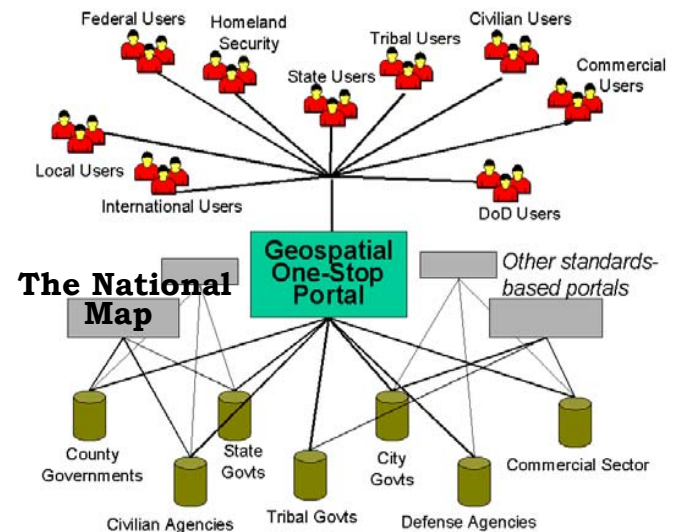 Federal Users
Homeland
Security
State Users
Tribal Users
Civilian Users
Commercial
Users
Local Users
International Users
DoD Users
Geospatial
One-Stop
Portal
The National
Map
Other standards-
based portals
County
Governments
State
Govts
City
Govts
Commercial Sector
Civilian Agencies
Tribal Govts
Defense Agencies